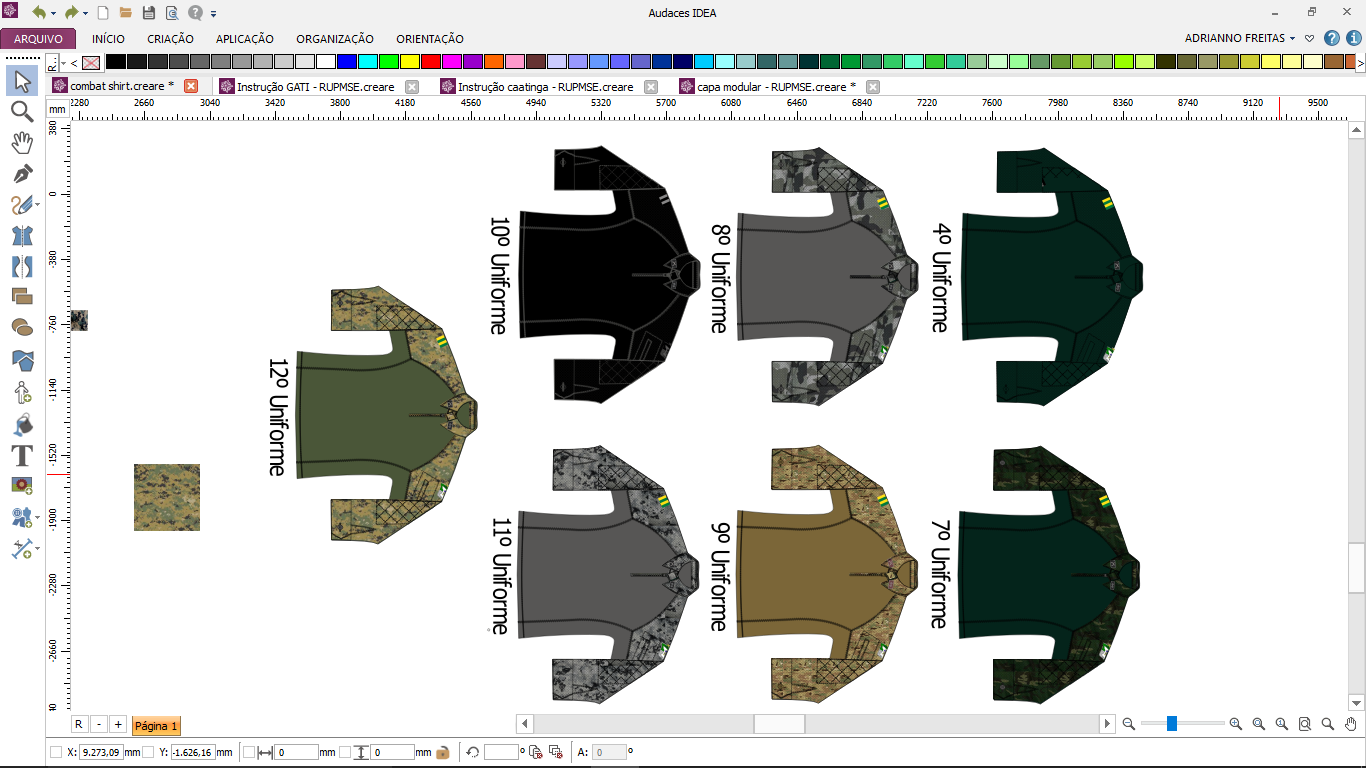 Audaces IDEA
ARQUIVO INÍCIO CRIAÇÃO APLICAÇÃO ORGANIZAÇÃO ORIENTAÇÃO ADRIANNO FREITAS
R... < >
combat shirt.creare * Instrução GATI - RUPMSE.creare Instrução caatinga - RUPMSE.creare capa modular - RUPMSE.creare *
mm 2280 2660 3040 3420 3800 4180 4560 4940 5320 5700 6080 6460 6840 7220 7600 7980 8360 8740 9120 9500
380
0
-380
-760
-1140
-1520
-1900
-2280
-2660
10º Uniforme
8º Uniforme
4º Uniforme
12º Uniforme
11º Uniforme
9º Uniforme
7º Uniforme
R - + Página 1
X: 9.273,09 mm Y: -1.626,16 mm 0 mm 0 mm º A: 0 º